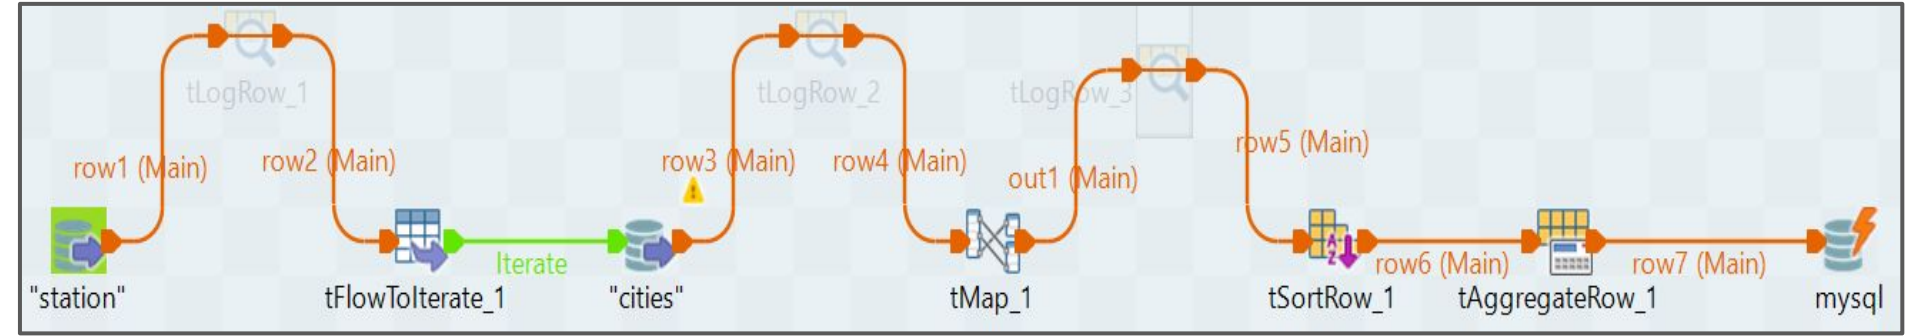 tLogRow_1
tLogRow_2
tLogRow_3
row1 (Main)
row2 (Main)
row3 (Main)
row4 (Main)
out1 (Main)
row5 (Main)
Iterate
row6 (Main)
row7 (Main)
"station"
tFlowToIterate_1
"cities"
tMap_1
tSortRow_1
tAggregateRow_1
mysql